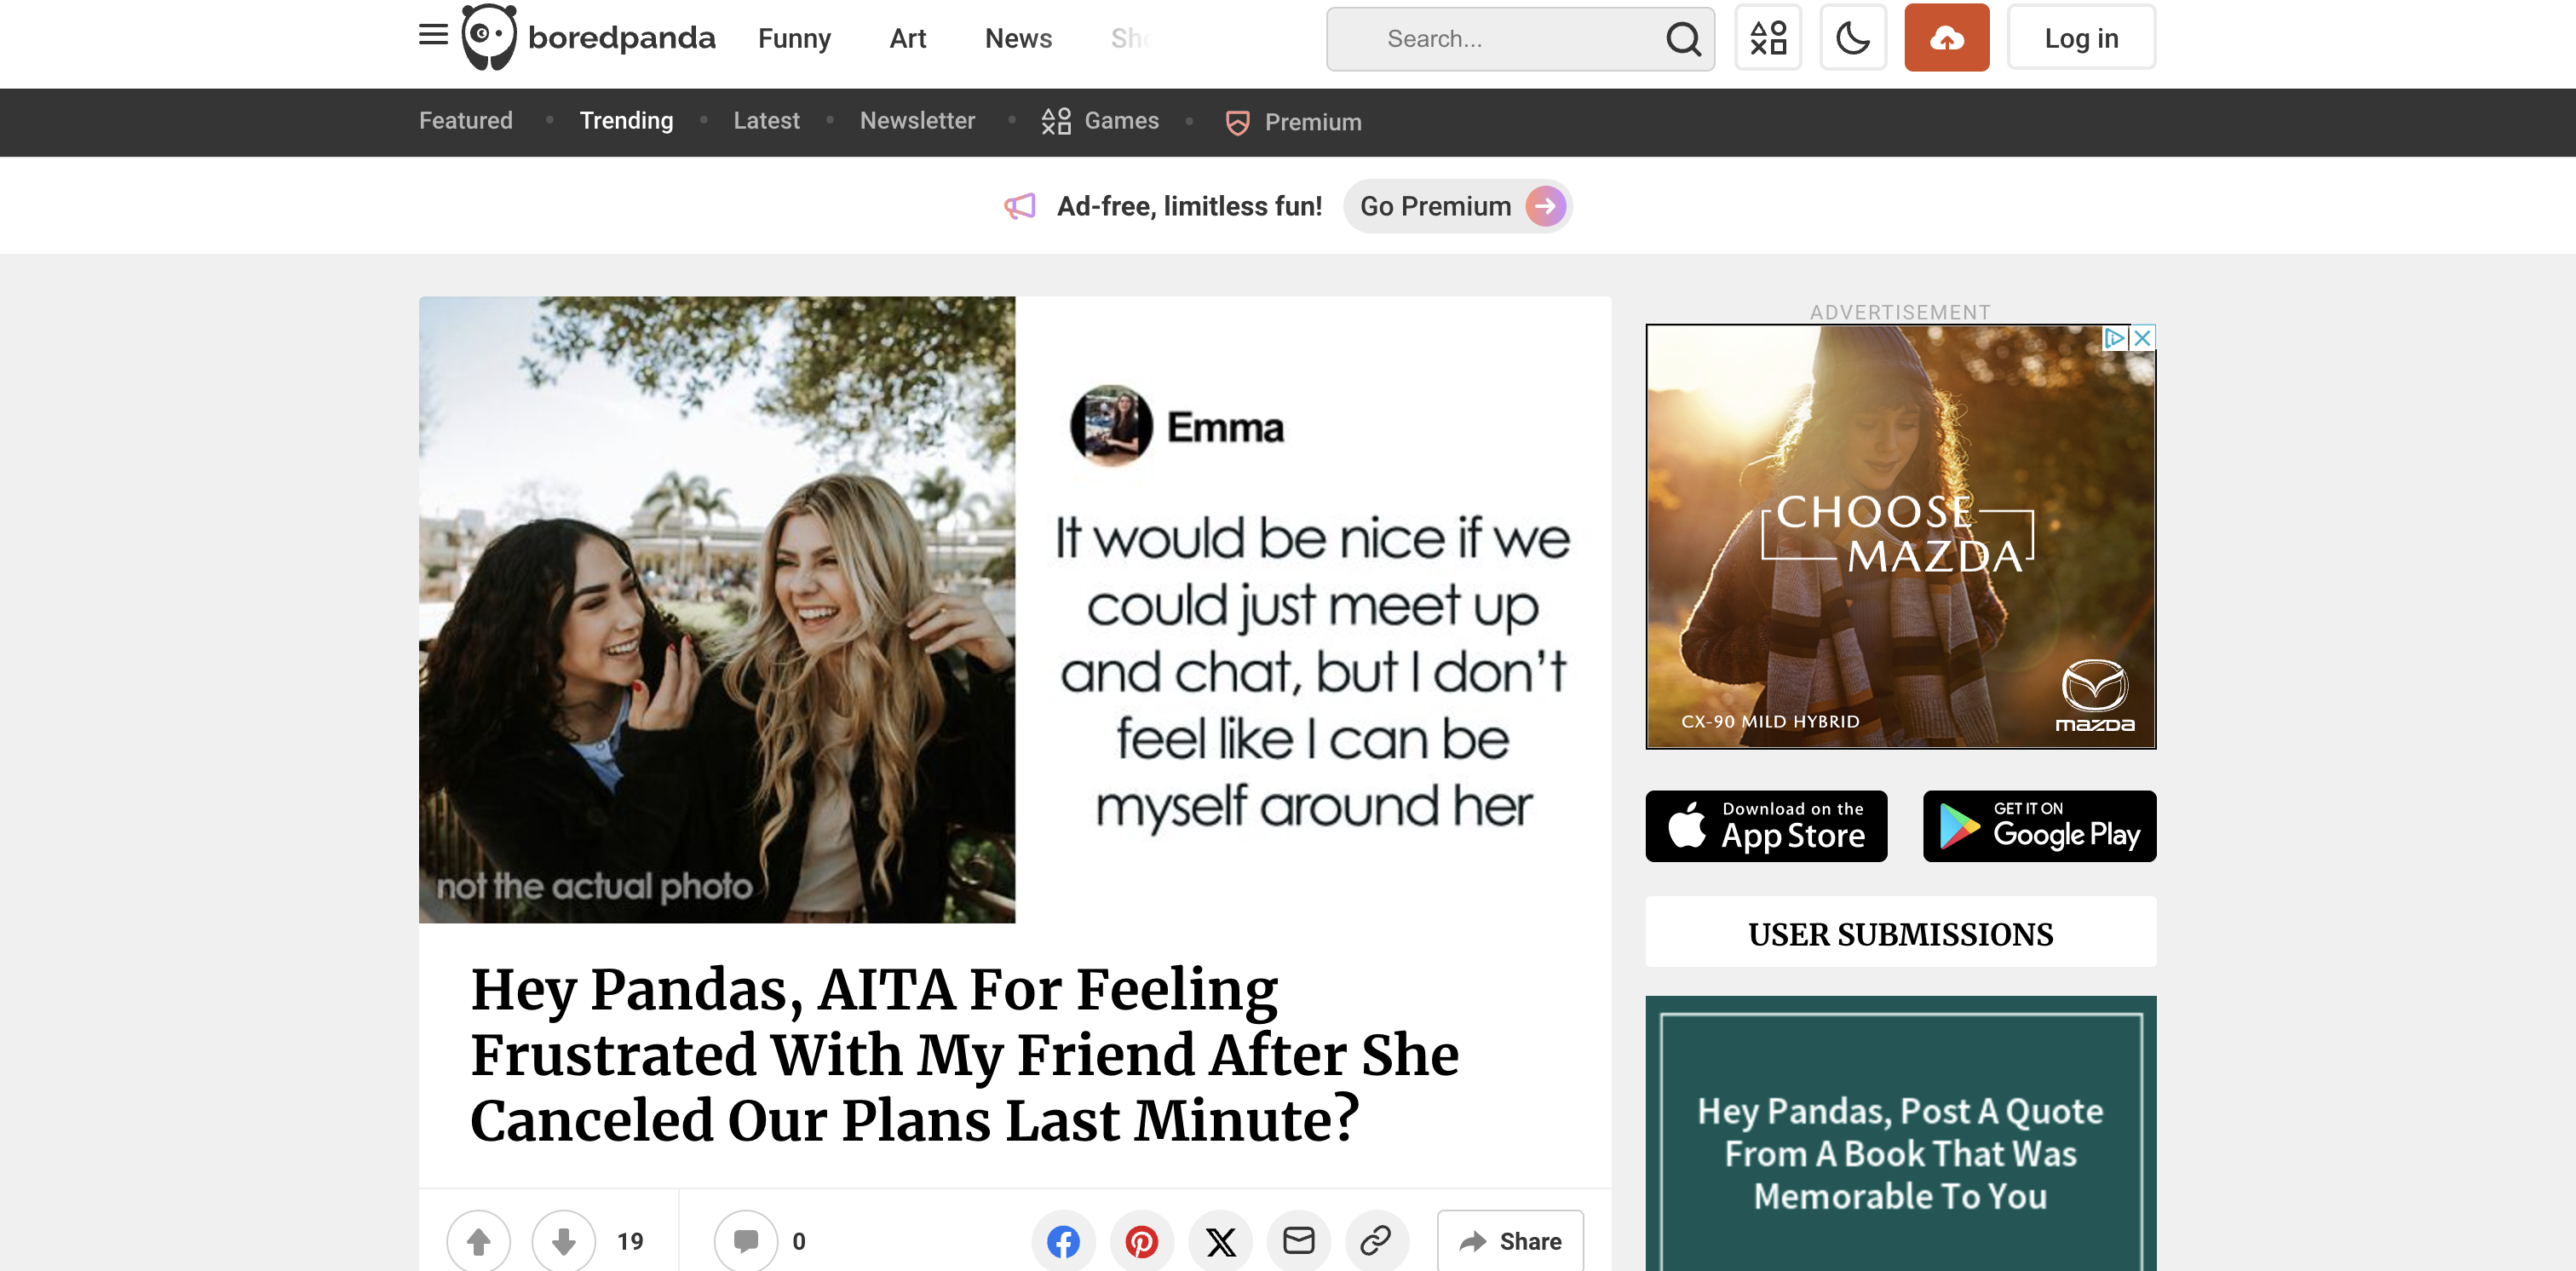 boredpanda
Funny
Art
News
Sho
Search...
Log in
Featured
Trending
Latest
Newsletter
Games
Premium
Ad-free, limitless fun!
Go Premium
not the actual photo
Emma
It would be nice if we
could just meet up
and chat, but I don't
feel like I can be
myself around her
Hey Pandas, AITA For Feeling
Frustrated With My Friend After She
Canceled Our Plans Last Minute?
19
0
Share
ADVERTISEMENT
CHOOSE
MAZDA
CX-90 MILD HYBRID
mazda
Download on the
App Store
GET IT ON
Google Play
USER SUBMISSIONS
Hey Pandas, Post A Quote
From A Book That Was
Memorable To You